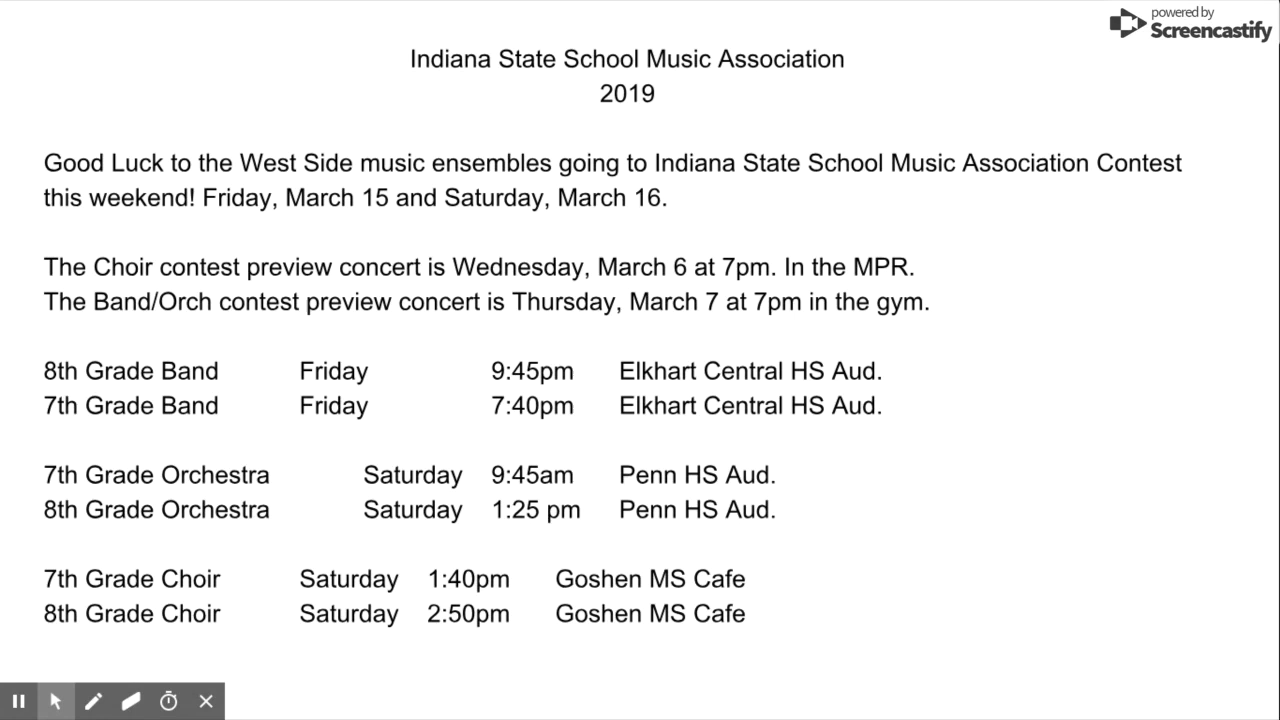 powered by
Screencastify
Indiana State School Music Association
2019
Good Luck to the West Side music ensembles going to Indiana State School Music Association Contest
this weekend! Friday, March 15 and Saturday, March 16.
The Choir contest preview concert is Wednesday, March 6 at 7pm. In the MPR.
The Band/Orch contest preview concert is Thursday, March 7 at 7pm in the gym.
8th Grade Band Friday 9:45pm Elkhart Central HS Aud.
7th Grade Band Friday 7:40pm Elkhart Central HS Aud.
7th Grade Orchestra Saturday 9:45am Penn HS Aud.
8th Grade Orchestra Saturday 1:25 pm Penn HS Aud.
7th Grade Choir Saturday 1:40pm Goshen MS Cafe
8th Grade Choir Saturday 2:50pm Goshen MS Cafe